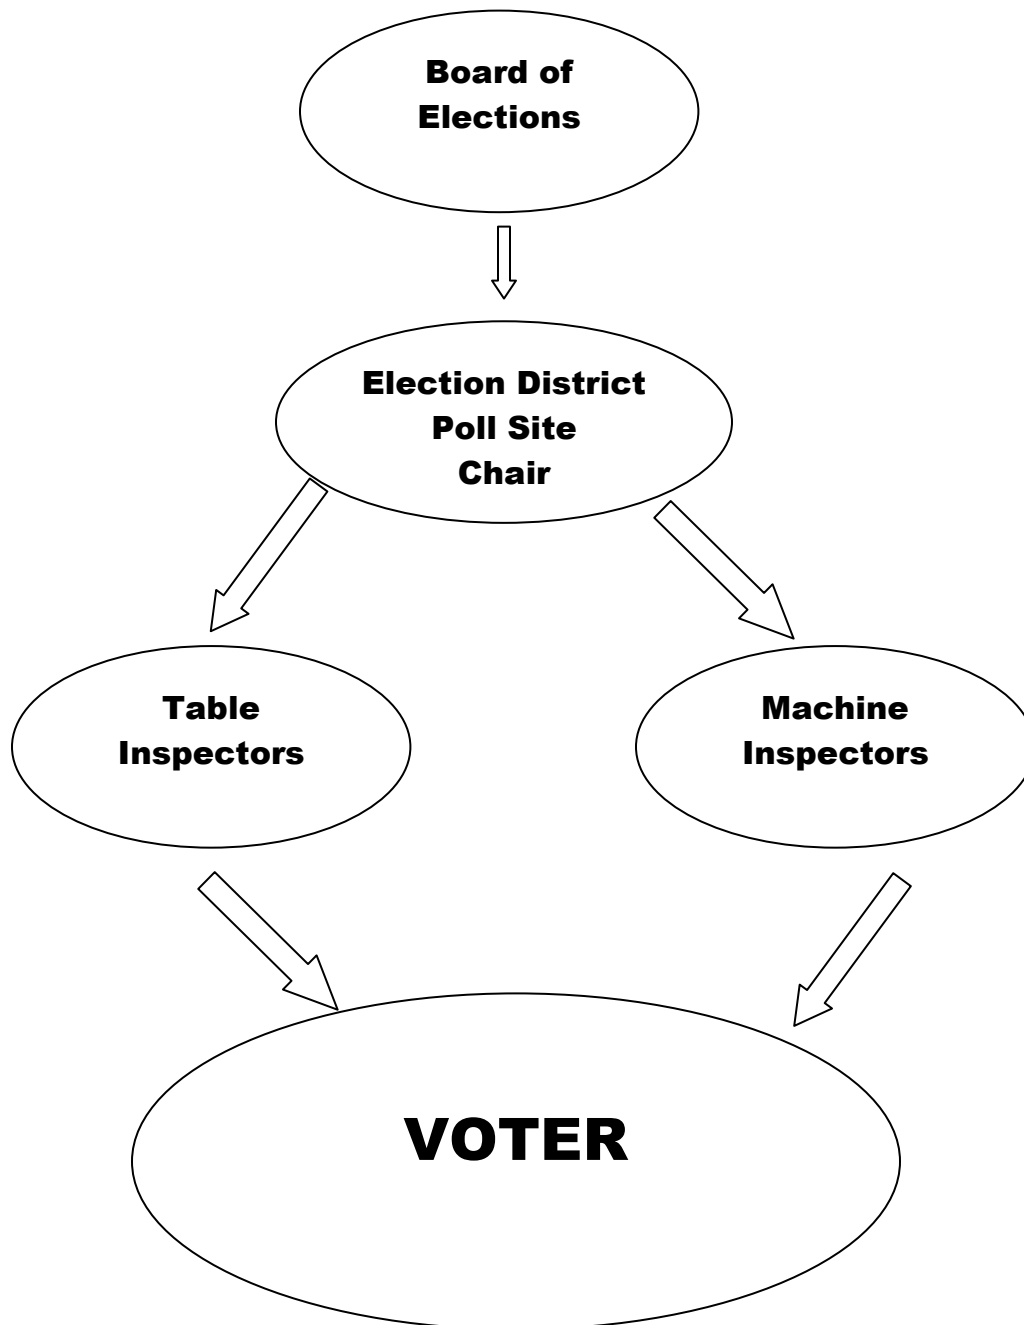 Board of
Elections
Election District
Poll Site
Chair
Table
Inspectors
Machine
Inspectors
VOTER